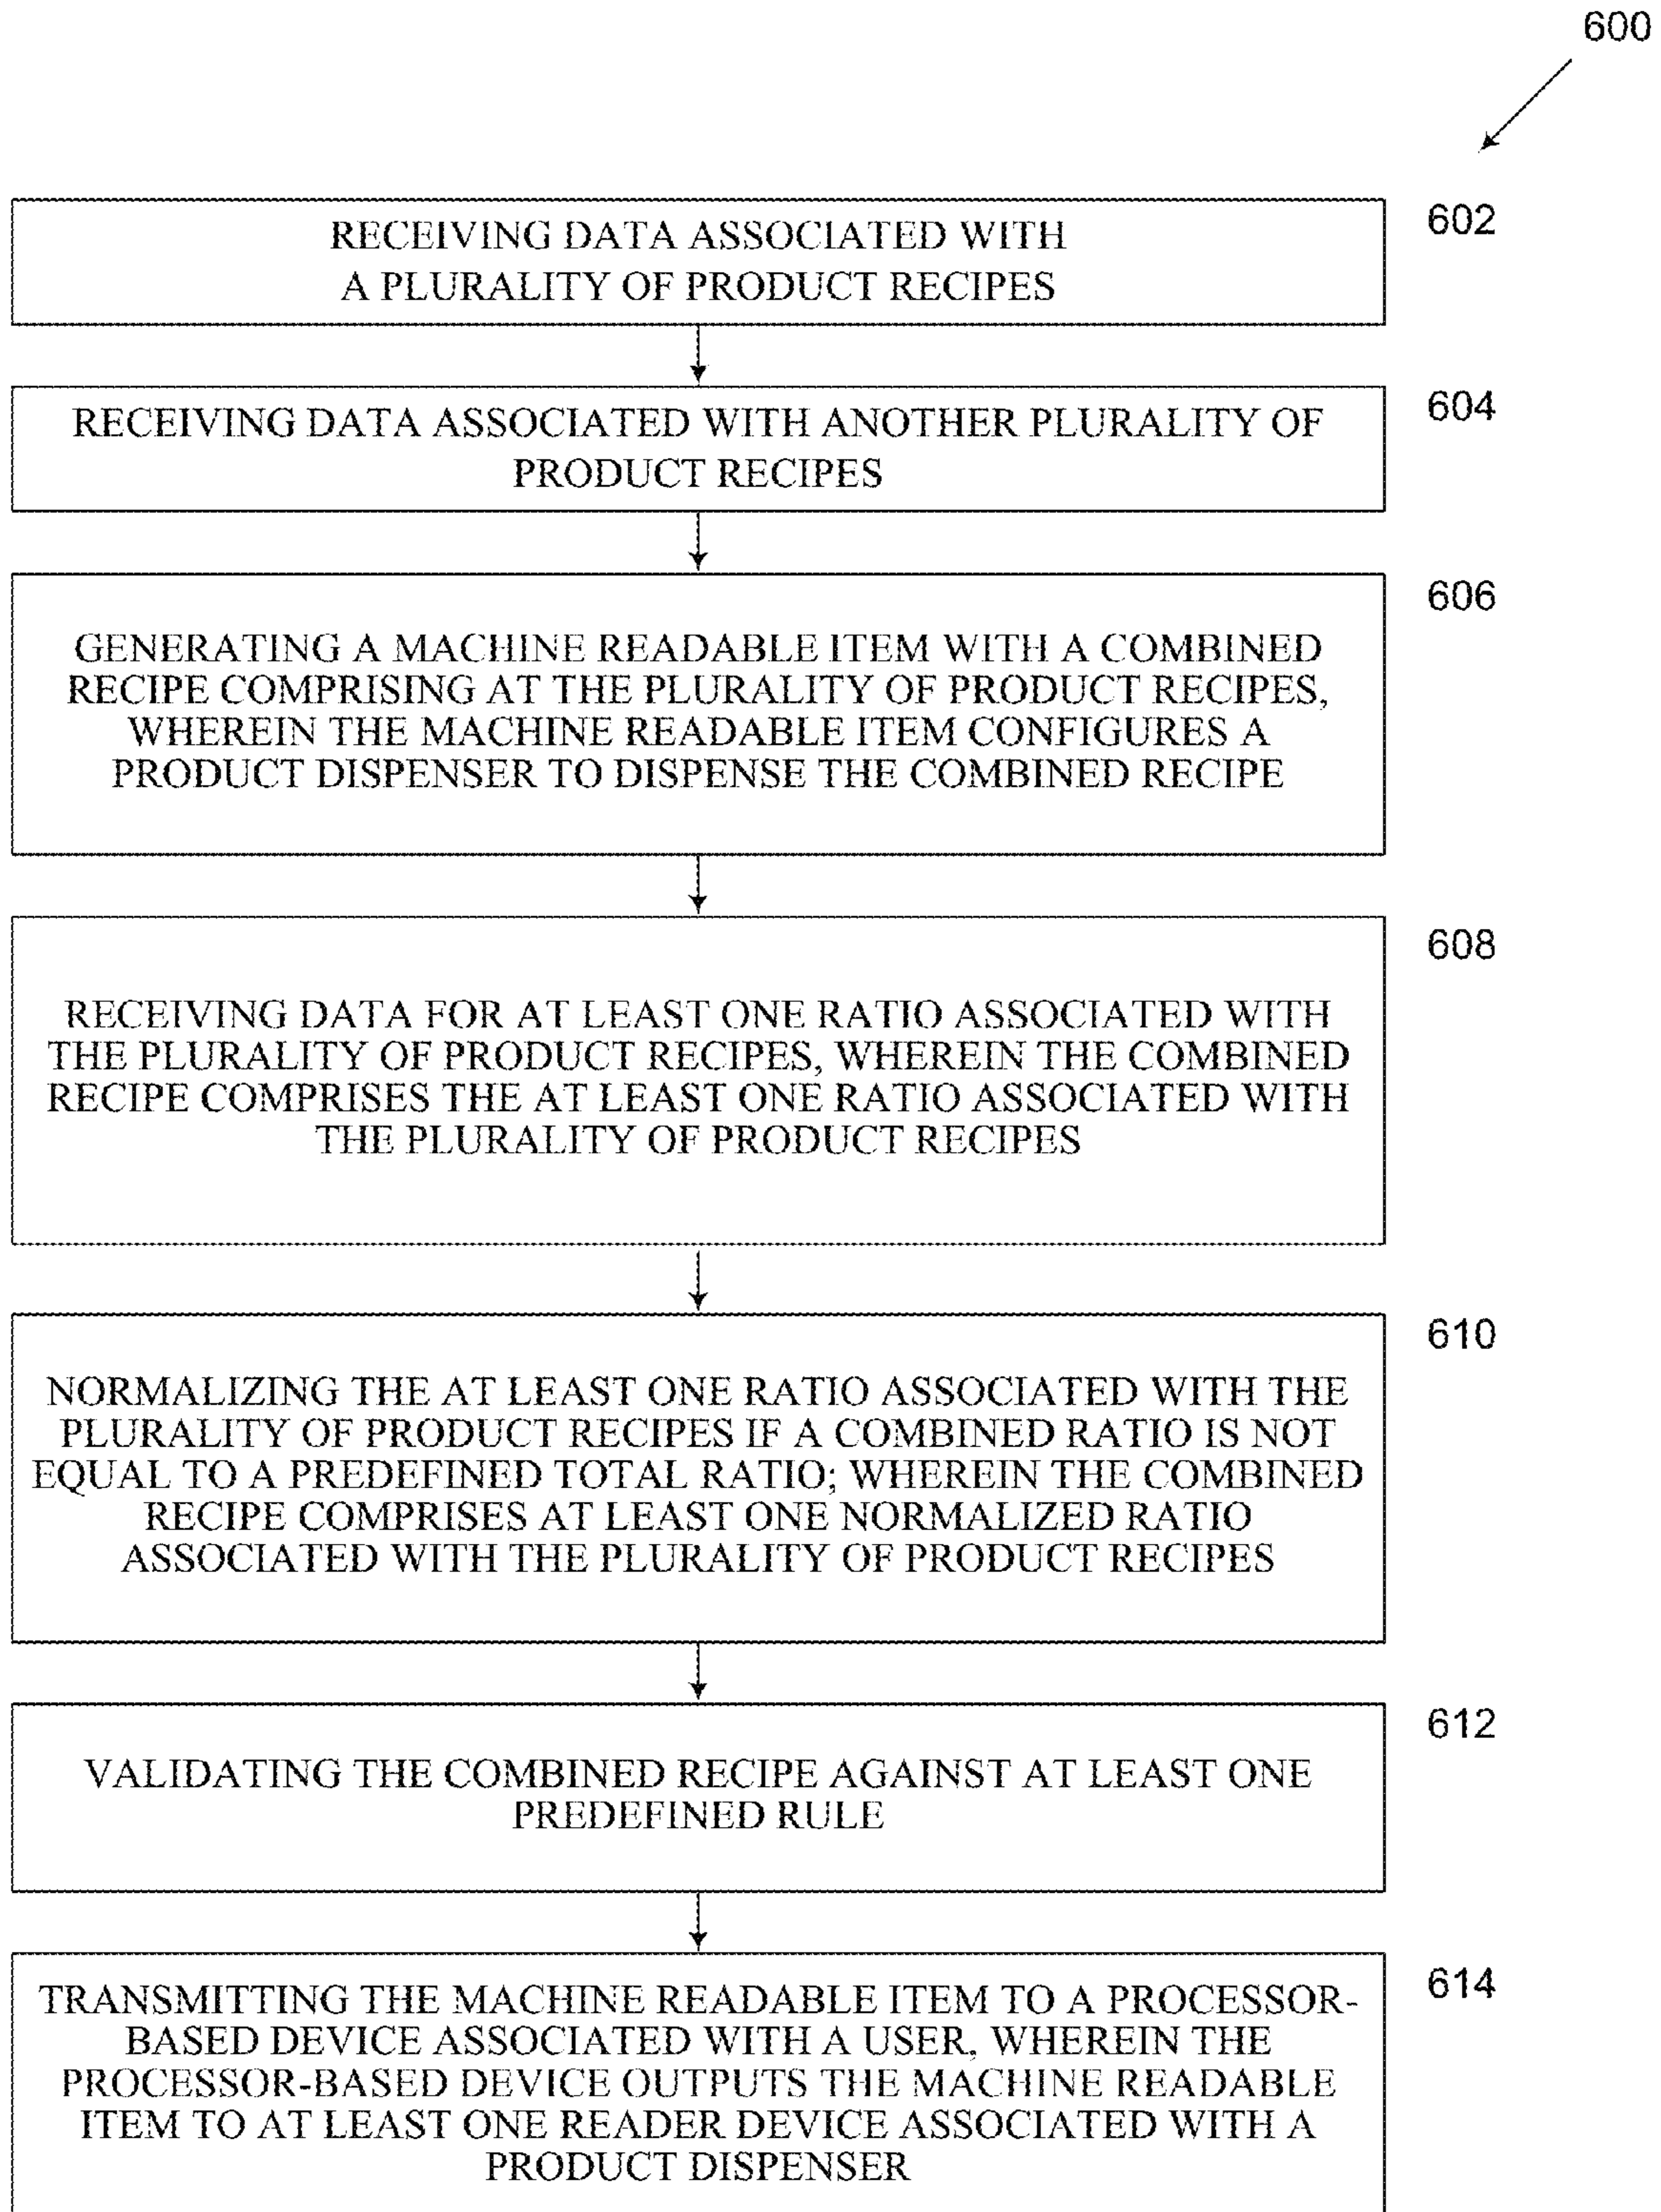 600
602
RECEIVING DATA ASSOCIATED WITH
A PLURALITY OF PRODUCT RECIPES
604
RECEIVING DATA ASSOCIATED WITH ANOTHER PLURALITY OF
PRODUCT RECIPES
606
GENERATING A MACHINE READABLE ITEM WITH A COMBINED
RECIPE COMPRISING AT THE PLURALITY OF PRODUCT RECIPES,
WHEREIN THE MACHINE READABLE ITEM CONFIGURES A
PRODUCT DISPENSER TO DISPENSE THE COMBINED RECIPE
608
RECEIVING DATA FOR AT LEAST ONE RATIO ASSOCIATED WITH
THE PLURALITY OF PRODUCT RECIPES, WHEREIN THE COMBINED
RECIPE COMPRISES THE AT LEAST ONE RATIO ASSOCIATED WITH
THE PLURALITY OF PRODUCT RECIPES
610
NORMALIZING THE AT LEAST ONE RATIO ASSOCIATED WITH THE
PLURALITY OF PRODUCT RECIPES IF A COMBINED RATIO IS NOT
EQUAL TO A PREDEFINED TOTAL RATIO; WHEREIN THE COMBINED
RECIPE COMPRISES AT LEAST ONE NORMALIZED RATIO
ASSOCIATED WITH THE PLURALITY OF PRODUCT RECIPES
612
VALIDATING THE COMBINED RECIPE AGAINST AT LEAST ONE
PREDEFINED RULE
614
TRANSMITTING THE MACHINE READABLE ITEM TO A PROCESSOR-
BASED DEVICE ASSOCIATED WITH A USER, WHEREIN THE
PROCESSOR-BASED DEVICE OUTPUTS THE MACHINE READABLE
ITEM TO AT LEAST ONE READER DEVICE ASSOCIATED WITH A
PRODUCT DISPENSER